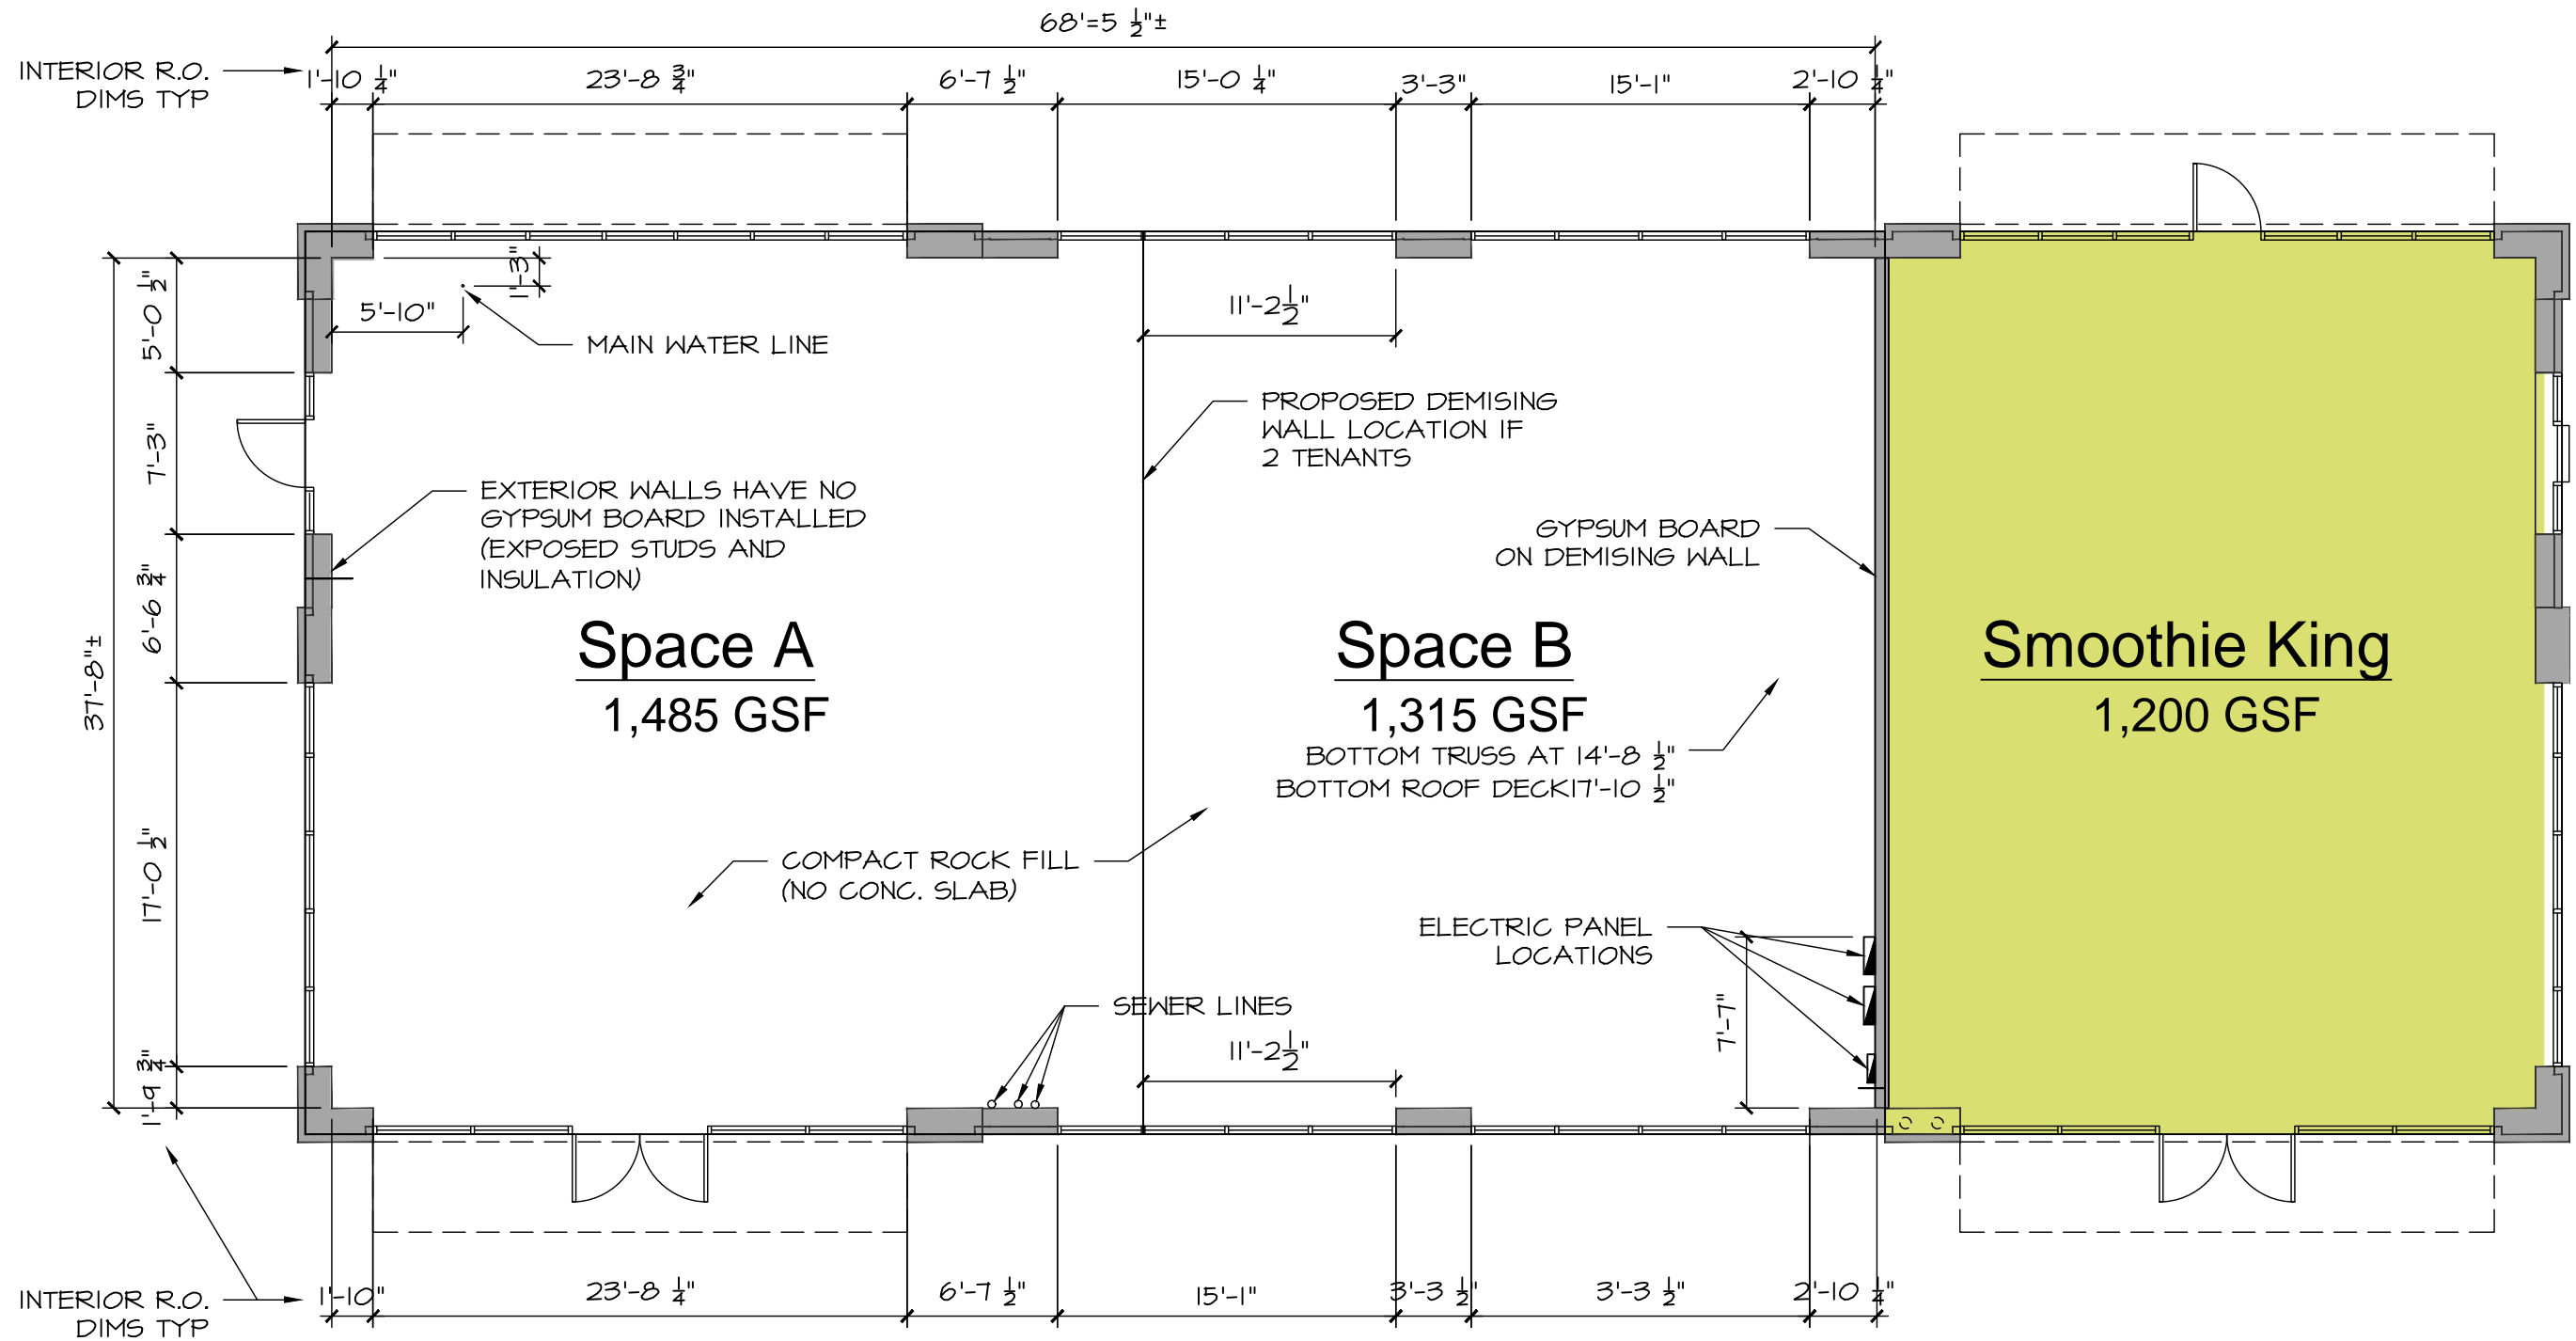 68'=5 1/2"±
INTERIOR R.O.
DIMS TYP
1'-10 1/4"
23'-8 3/4"
6'-7 1/2"
15'-0 1/4"
3'-3"
15'-1"
2'-10 1/4"
5'-0 1/2"
7'-3"
6'-6 3/4"
17'-0 1/2"
1'-9 3/4"
37'-8"±
1'-3"
5'-10"
MAIN WATER LINE
11'-2 1/2"
PROPOSED DEMISING
WALL LOCATION IF
2 TENANTS
EXTERIOR WALLS HAVE NO
GYPSUM BOARD INSTALLED
(EXPOSED STUDS AND
INSULATION)
GYPSUM BOARD
ON DEMISING WALL
Space A
1,485 GSF
Space B
1,315 GSF
Smoothie King
1,200 GSF
BOTTOM TRUSS AT 14'-8 1/2"
BOTTOM ROOF DECK17'-10 1/2"
COMPACT ROCK FILL
(NO CONC. SLAB)
ELECTRIC PANEL
LOCATIONS
7'-7"
SEWER LINES
11'-2 1/2"
INTERIOR R.O.
DIMS TYP
1'-10"
23'-8 1/4"
6'-7 1/2"
15'-1"
3'-3 1/2"
3'-3 1/2"
2'-10 1/4"